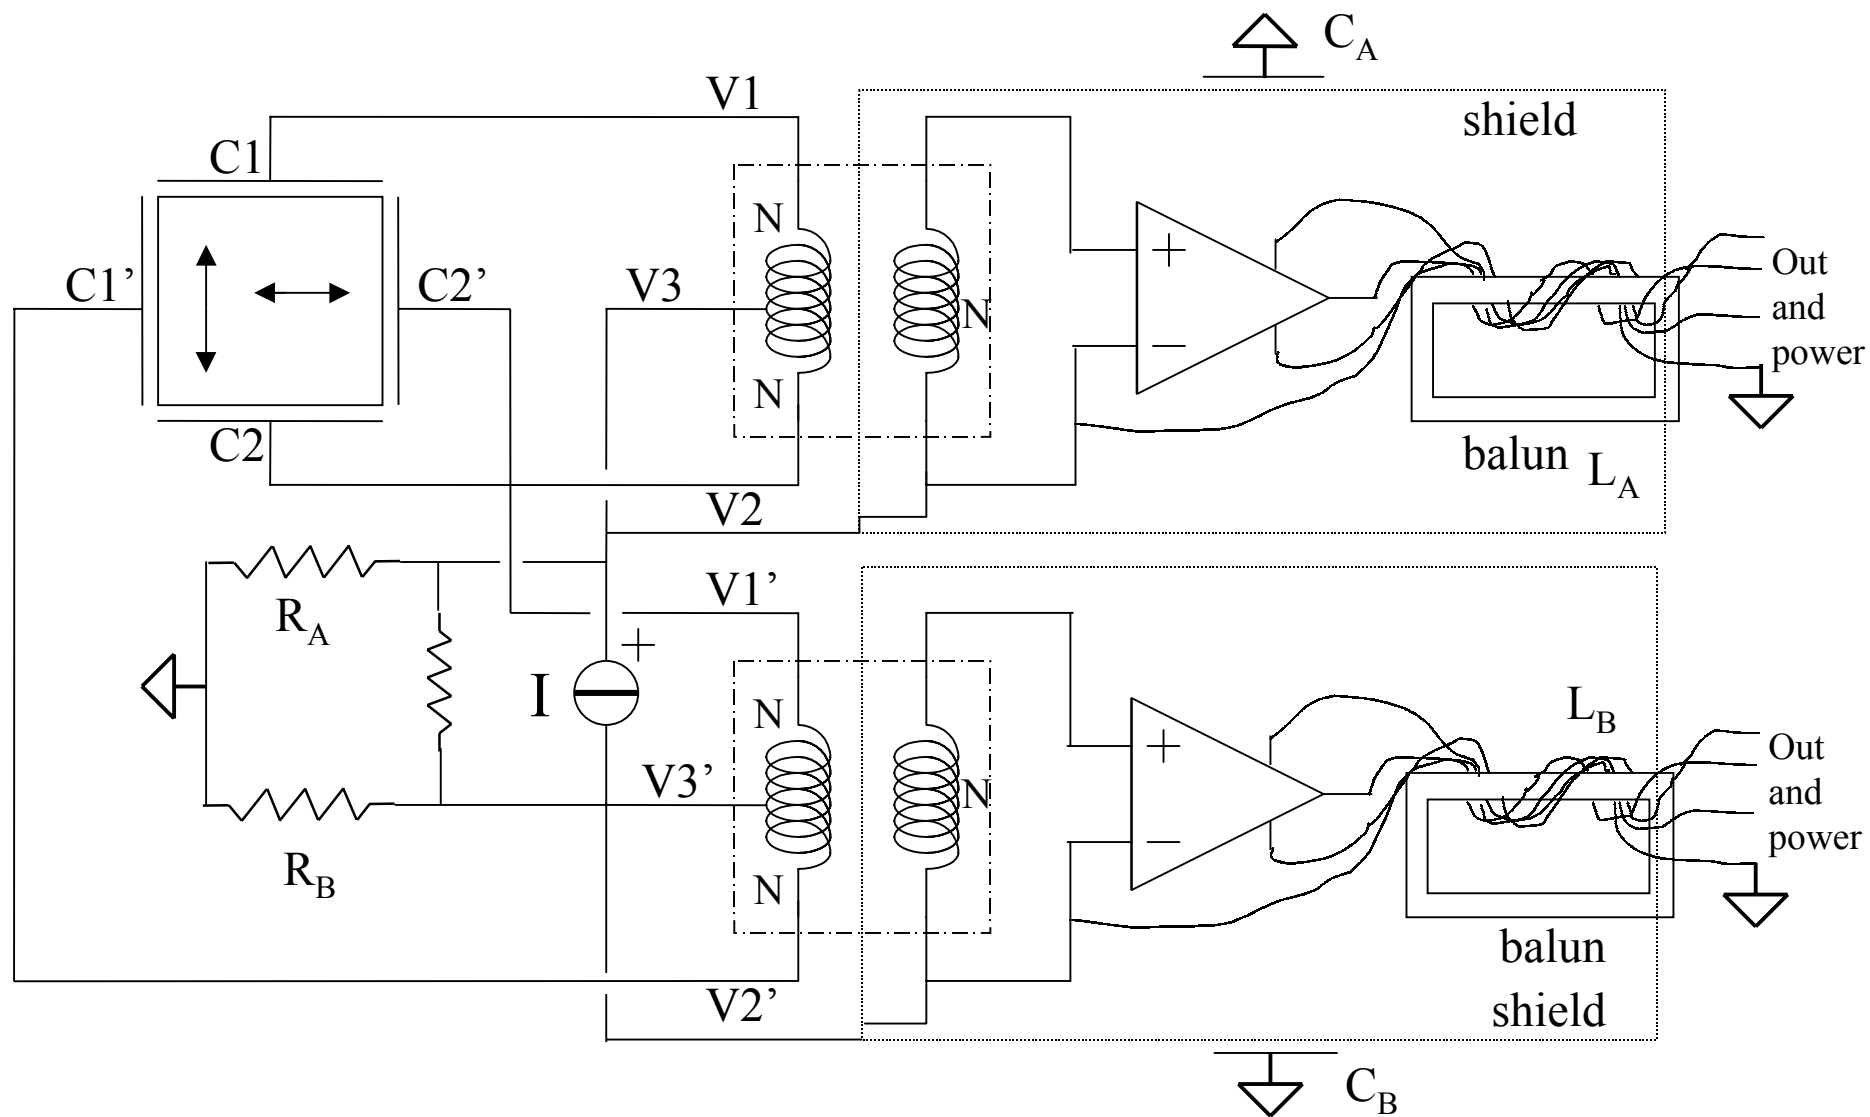 C_A
V1
shield
C1
N
+
Out
C1’
C2’
V3
N
and
−
power
N
C2
balun
L_A
V2
V1’
R_A
+
I
N
L_B
+
Out
V3’
N
and
−
power
R_B
N
balun
V2’
shield
C_B